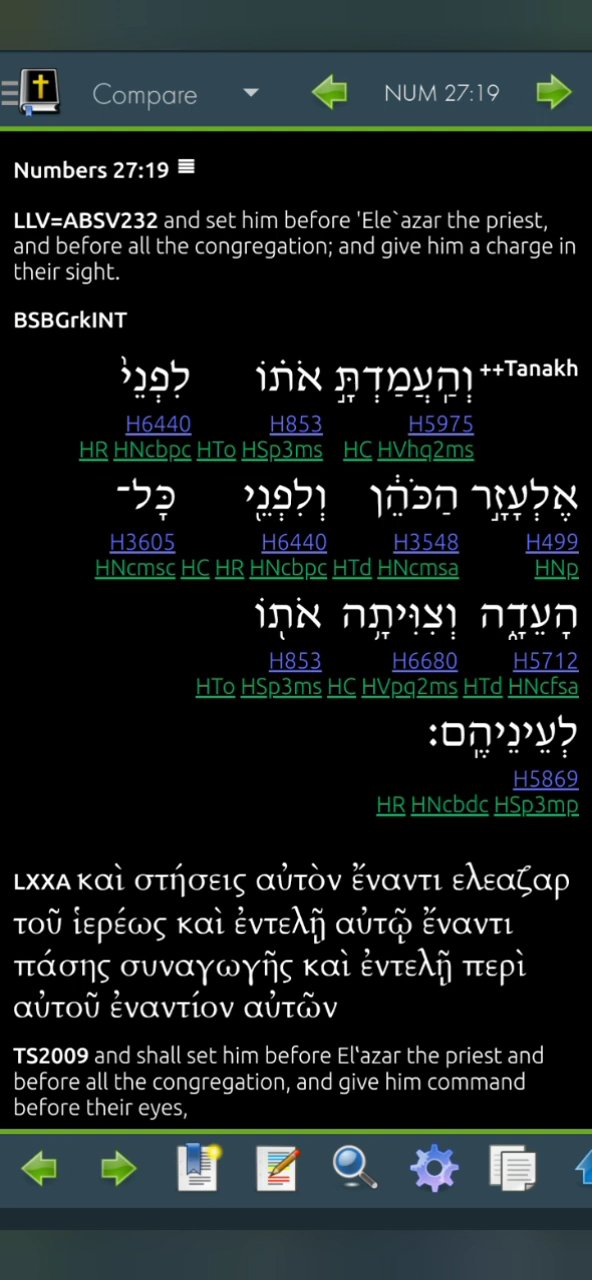 Compare NUM 27:19
Numbers 27:19
LLV=ABSV232 and set him before 'Ele`azar the priest,
and before all the congregation; and give him a charge in
their sight.
BSBGrkINT
++Tanakh וְהַֽעֲמַדְתָּ֣ אֹת֗וֹ לִפְנֵי֙
H6440 H853 H5975
HR HNcbpc HTo HSp3ms HC HVhq2ms
אֶלְעָזָ֣ר הַכֹּהֵ֔ן וְלִפְנֵ֖י כָּל־
H3605 H6440 H3548 H499
HNcmsc HC HR HNcbpc HTd HNcmsa HNp
הָעֵדָ֑ה וְצִוִּיתָ֥ה אֹת֖וֹ
H853 H6680 H5712
HTo HSp3ms HC HVpq2ms HTd HNcfsa
לְעֵינֵיהֶֽם׃
H5869
HR HNcbdc HSp3mp
LXXA καὶ στήσεις αὐτὸν ἔναντι ελεαζαρ
τοῦ ἱερέως καὶ ἐντελῇ αὐτῷ ἔναντι
πάσης συναγωγῆς καὶ ἐντελῇ περὶ
αὐτοῦ ἐναντίον αὐτῶν
TS2009 and shall set him before Elʽazar the priest and
before all the congregation, and give him command
before their eyes,